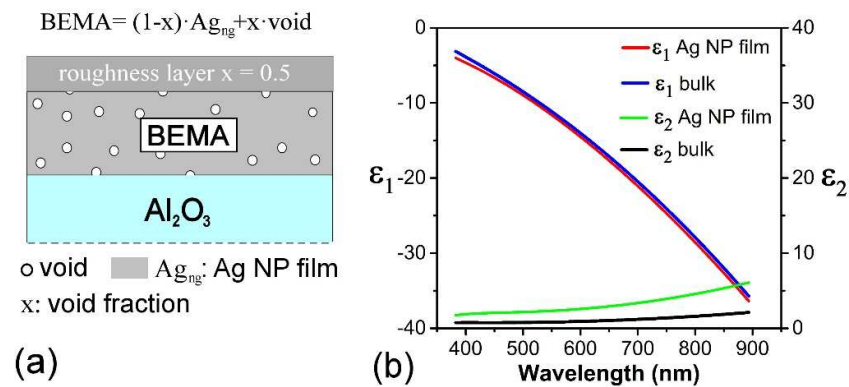 BEMA= (1-x)·Ag_ng+x·void
roughness layer x = 0.5
BEMA
Al₂O₃
void Ag_ng: Ag NP film
x: void fraction
(a)
0
-10
-20
-30
-40
ε₁
ε₁ Ag NP film
ε₁ bulk
ε₂ Ag NP film
ε₂ bulk
40
30
20
10
0
ε₂
400 500 600 700 800 900
Wavelength (nm)
(b)